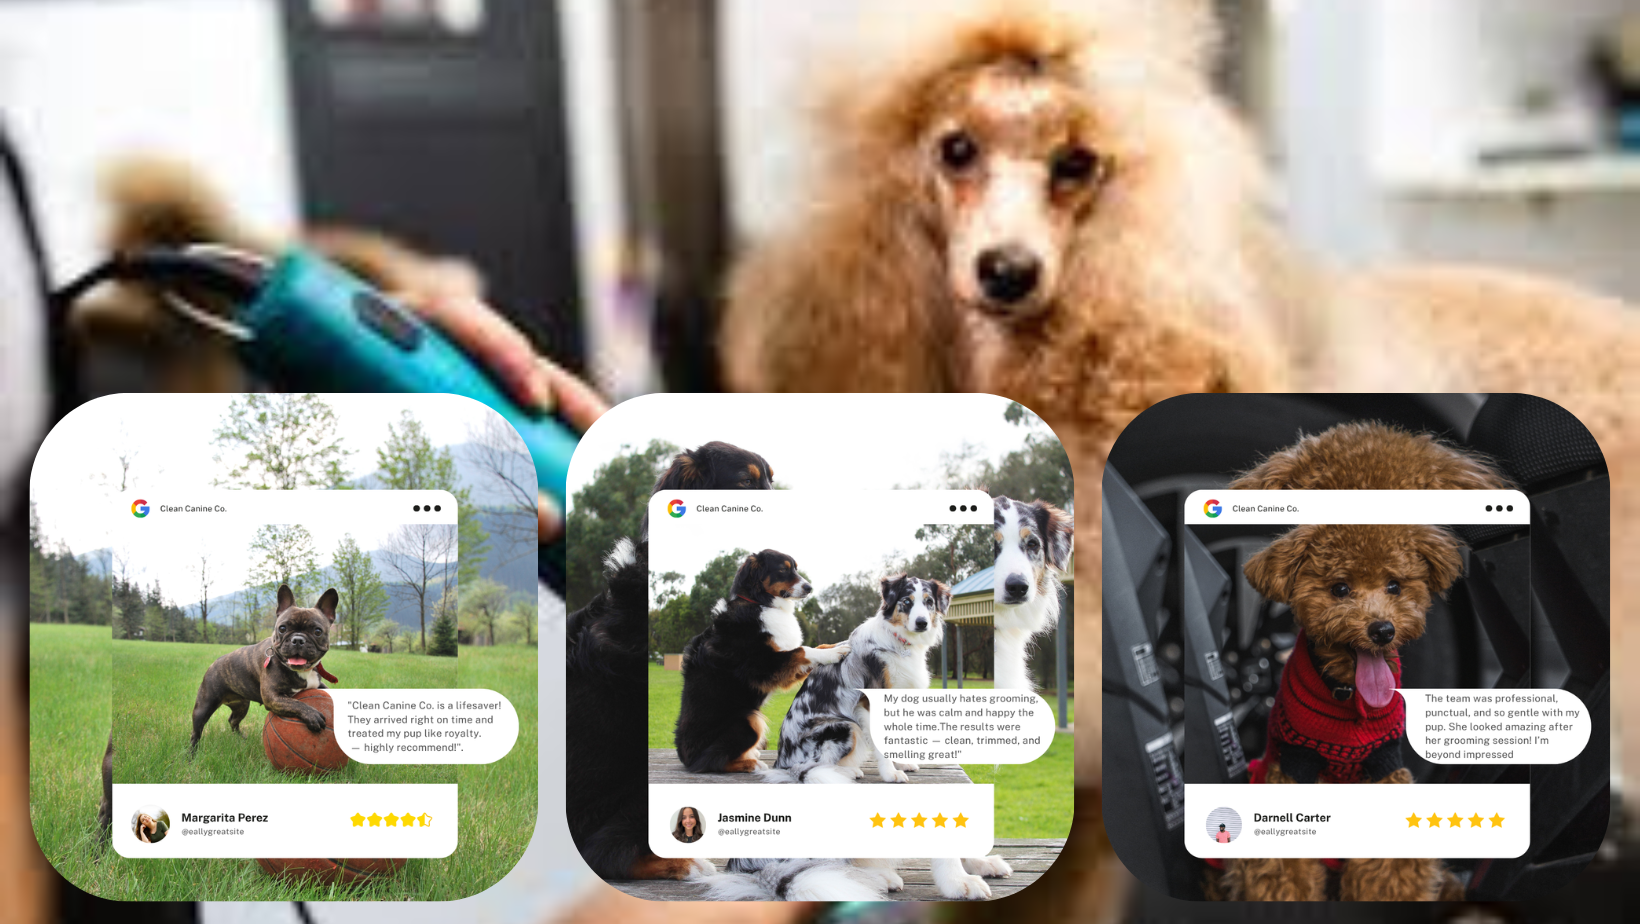 Clean Canine Co.
"Clean Canine Co. is a lifesaver!
They arrived right on time and
treated my pup like royalty.
— highly recommend!".
Margarita Perez
@eallygreatsite
Clean Canine Co.
My dog usually hates grooming,
but he was calm and happy the
whole time.The results were
fantastic — clean, trimmed, and
smelling great!"
Jasmine Dunn
@eallygreatsite
Clean Canine Co.
The team was professional,
punctual, and so gentle with my
pup. She looked amazing after
her grooming session! I'm
beyond impressed
Darnell Carter
@eallygreatsite